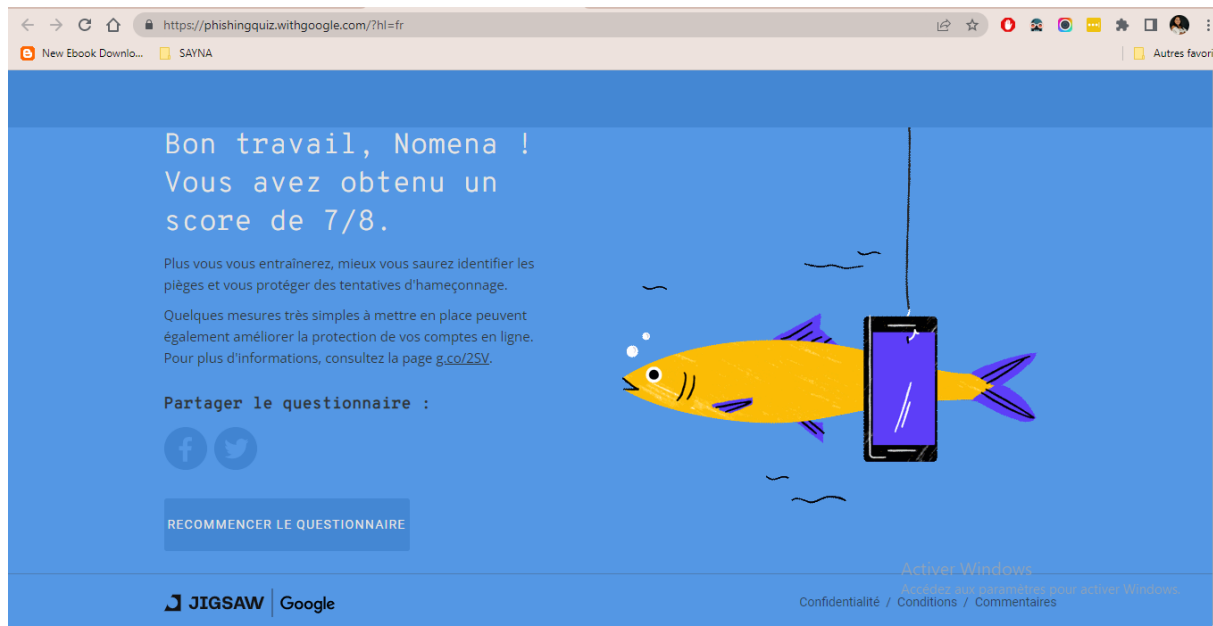 https://phishingquiz.withgoogle.com/?hl=fr
New Ebook Downlo...
SAYNA
Autres favori
Bon travail, Nomena !
Vous avez obtenu un
score de 7/8.
Plus vous vous entraînerez, mieux vous saurez identifier les
pièges et vous protéger des tentatives d'hameçonnage.
Quelques mesures très simples à mettre en place peuvent
également améliorer la protection de vos comptes en ligne.
Pour plus d'informations, consultez la page g.co/2SV.
Partager le questionnaire :
RECOMMENCER LE QUESTIONNAIRE
Activer Windows
Accédez aux paramètres pour activer Windows.
JIGSAW Google
Confidentialité / Conditions / Commentaires